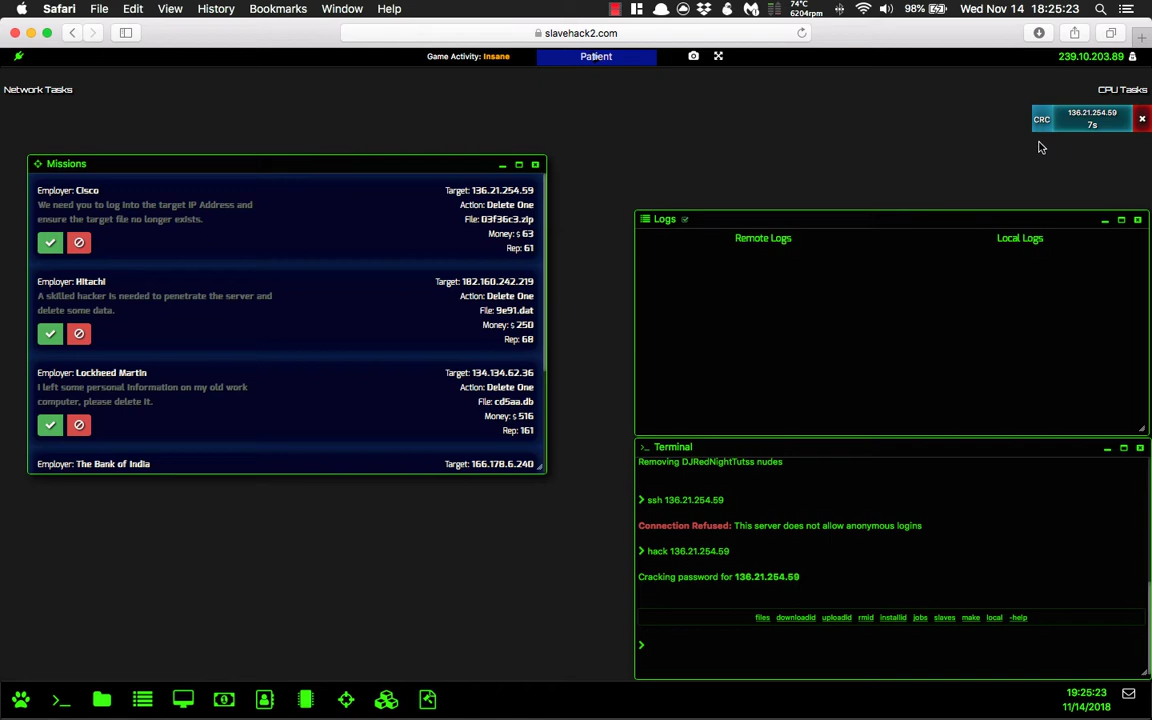 Safari File Edit View History Bookmarks Window Help
74°C
6204rpm
98% Wed Nov 14 18:25:23
slavehack2.com
Game Activity: Insane
Patient
239.10.203.89
Network Tasks
CPU Tasks
CRC
136.21.254.59
7s
Missions
Employer: Cisco
We need you to log into the target IP Address and
ensure the target file no longer exists.
Target: 136.21.254.59
Action: Delete One
File: 03f36c3.zip
Money: $ 63
Rep: 61
Employer: Hitachi
A skilled hacker is needed to penetrate the server and
delete some data.
Target: 182.160.242.219
Action: Delete One
File: 9e91.dat
Money: $ 250
Rep: 68
Employer: Lockheed Martin
I left some personal information on my old work
computer, please delete it.
Target: 134.134.62.36
Action: Delete One
File: cd5aa.db
Money: $ 516
Rep: 161
Employer: The Bank of India
Target: 166.178.6.240
Logs
Remote Logs
Local Logs
Terminal
Removing DJRedNightTutss nudes
> ssh 136.21.254.59
Connection Refused: This server does not allow anonymous logins
> hack 136.21.254.59
Cracking password for 136.21.254.59
files downloadid uploadid rmid installid jobs slaves make local -help
>
19:25:23
11/14/2018